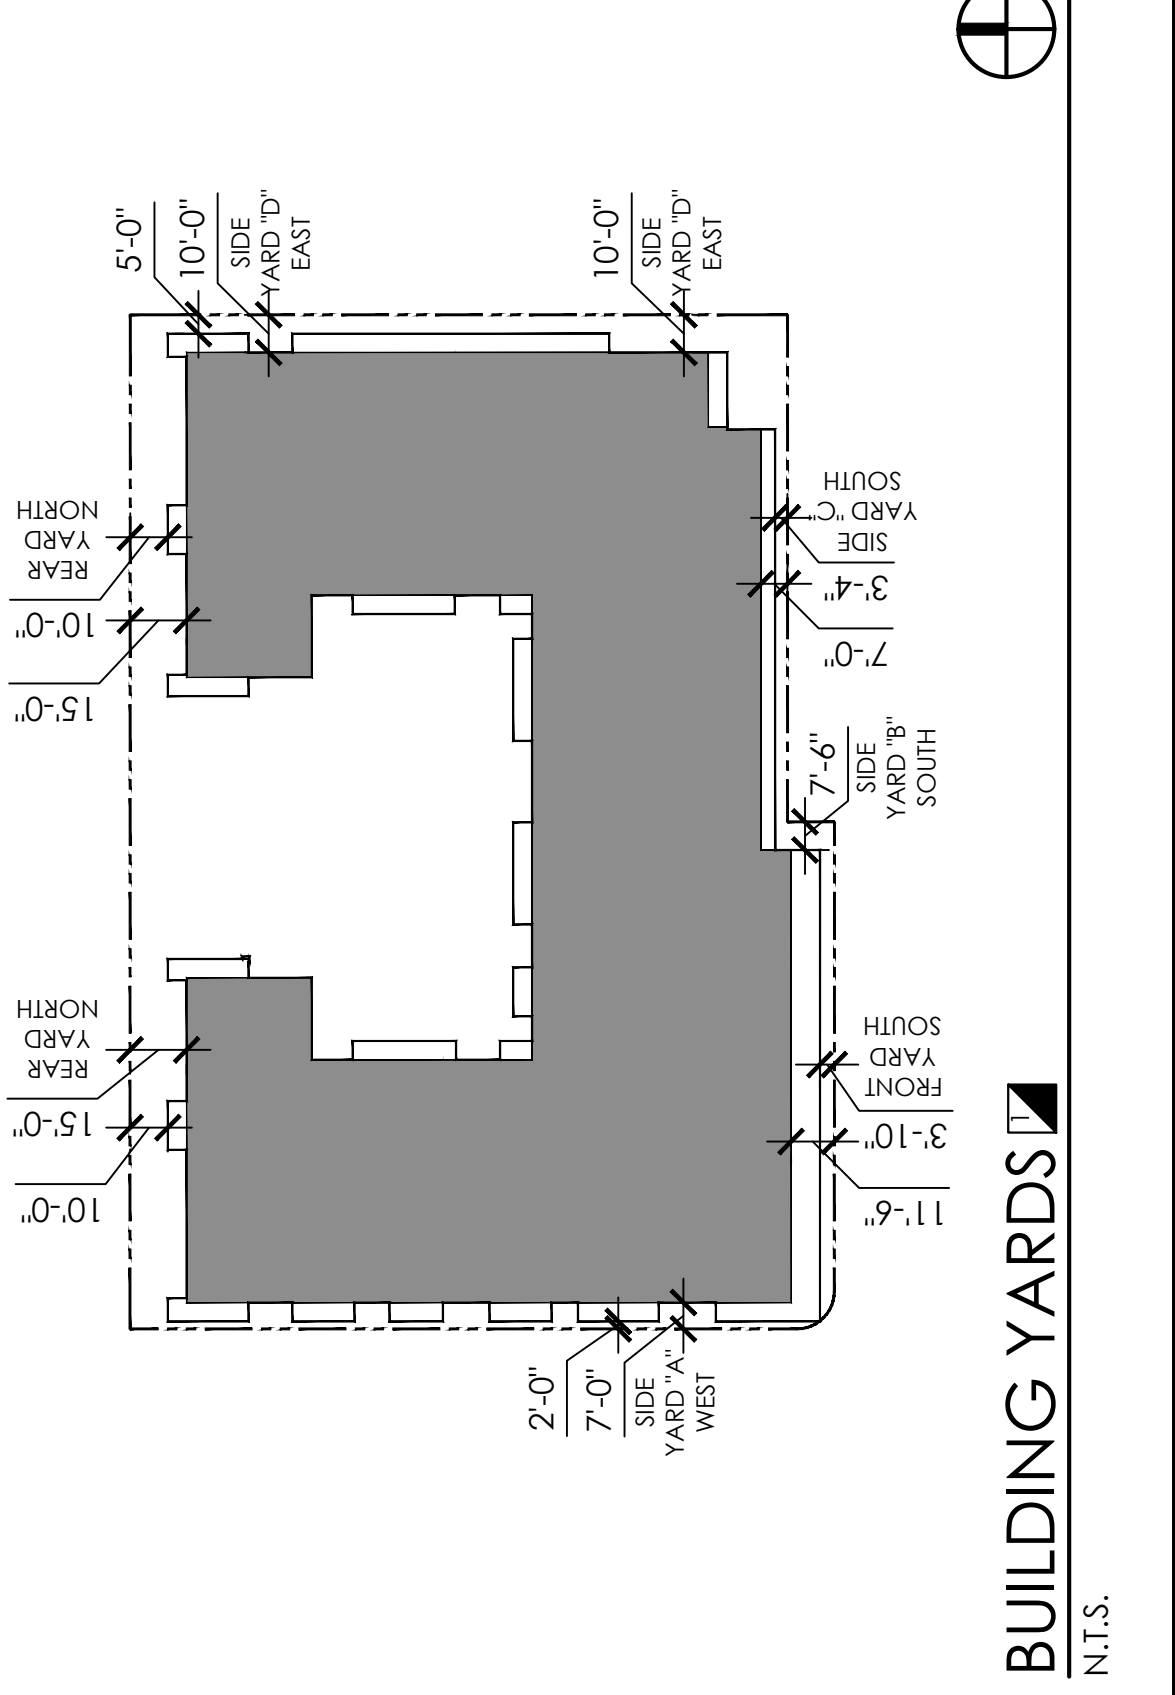 15'-0"
10'-0"
REAR
YARD
NORTH
10'-0"
15'-0"
REAR
YARD
NORTH
5'-0"
10'-0"
SIDE
YARD "D"
EAST
10'-0"
SIDE
YARD "D"
EAST
2'-0"
7'-0"
SIDE
YARD "A"
WEST
7'-6"
SIDE
YARD "B"
SOUTH
7'-0"
3'-4"
SIDE
YARD "C"
SOUTH
11'-6"
3'-10"
FRONT
YARD
SOUTH
BUILDING YARDS 1
N.T.S.